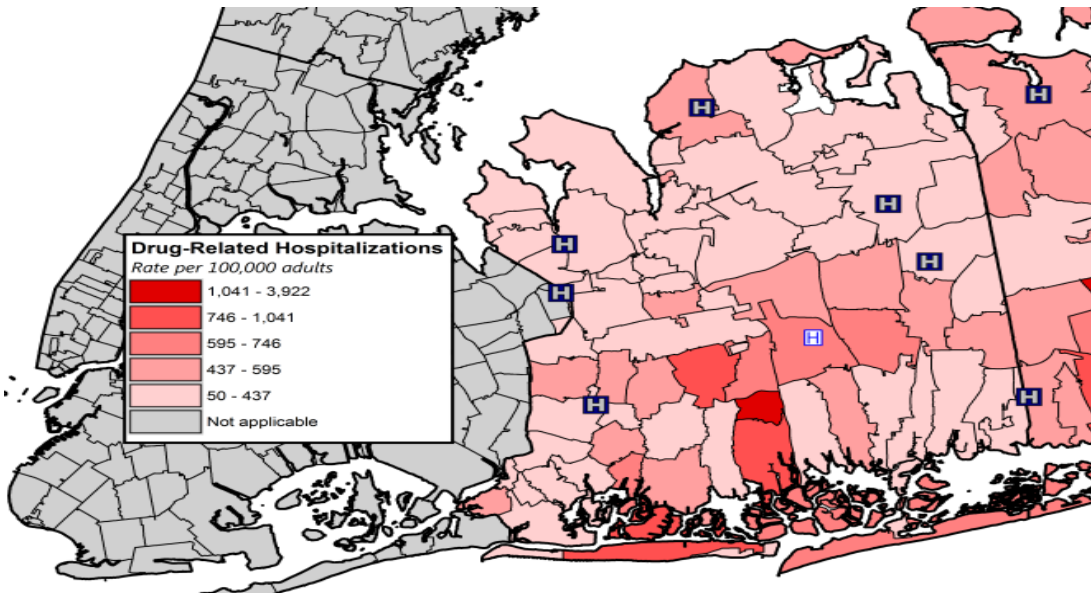 H
H
H
H
Drug-Related Hospitalizations
Rate per 100,000 adults
H
H
1,041 - 3,922
746 - 1,041
595 - 746
H
437 - 595
50 - 437
H
H
Not applicable